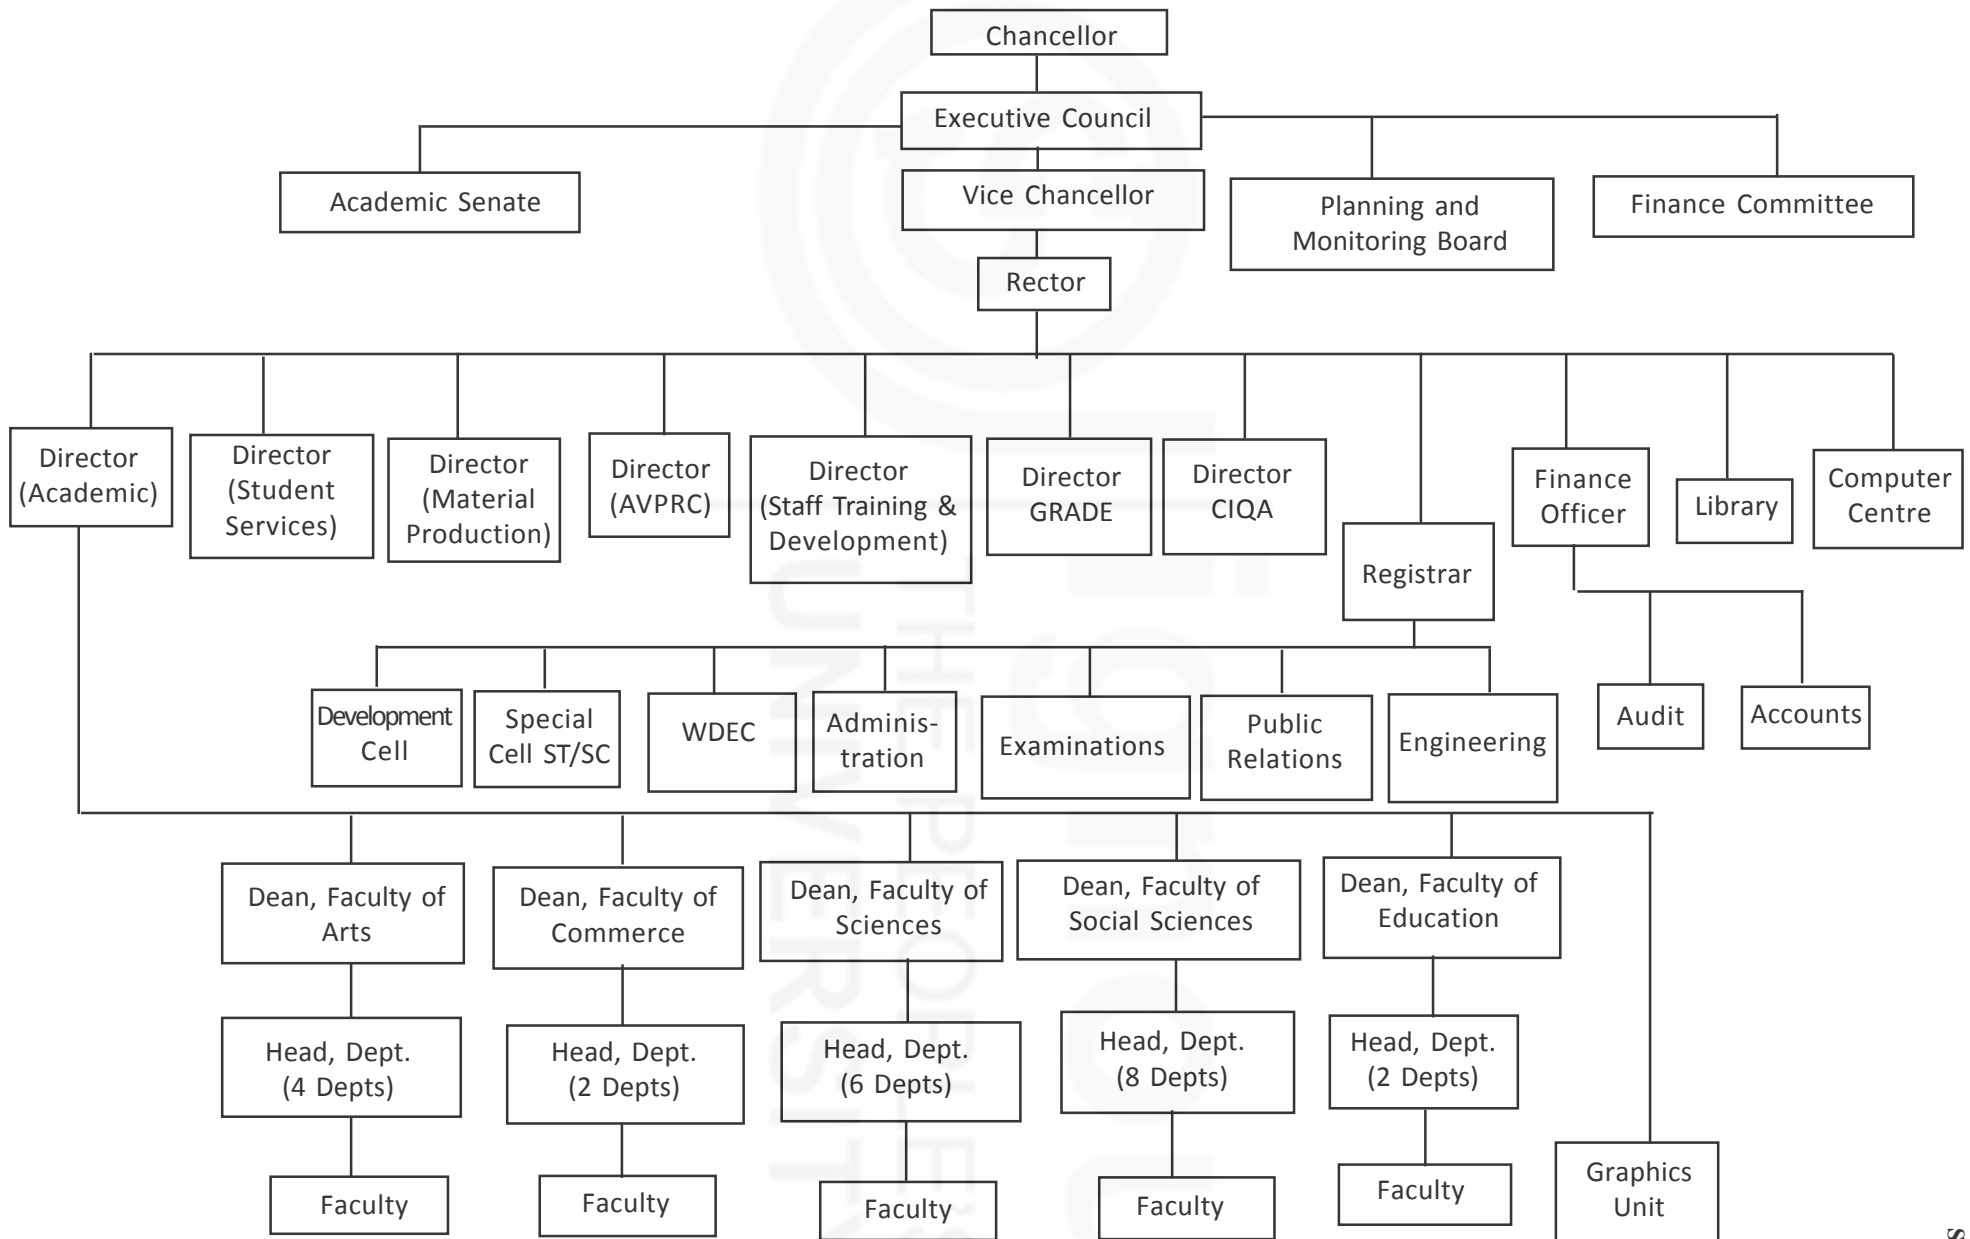 Chancellor
Executive Council
Academic Senate
Vice Chancellor
Planning and
Monitoring Board
Finance Committee
Rector
Director
(Academic)
Director
(Student
Services)
Director
(Material
Production)
Director
(AVPRC)
Director
(Staff Training &
Development)
Director
GRADE
Director
CIQA
Registrar
Finance
Officer
Library
Computer
Centre
Development
Cell
Special
Cell ST/SC
WDEC
Adminis-
tration
Examinations
Public
Relations
Engineering
Audit
Accounts
Dean, Faculty of
Arts
Dean, Faculty of
Commerce
Dean, Faculty of
Sciences
Dean, Faculty of
Social Sciences
Dean, Faculty of
Education
Head, Dept.
(4 Depts)
Head, Dept.
(2 Depts)
Head, Dept.
(6 Depts)
Head, Dept.
(8 Depts)
Head, Dept.
(2 Depts)
Faculty
Faculty
Faculty
Faculty
Faculty
Graphics
Unit
ignou
THE PEOPLE'S
UNIVERSITY
s